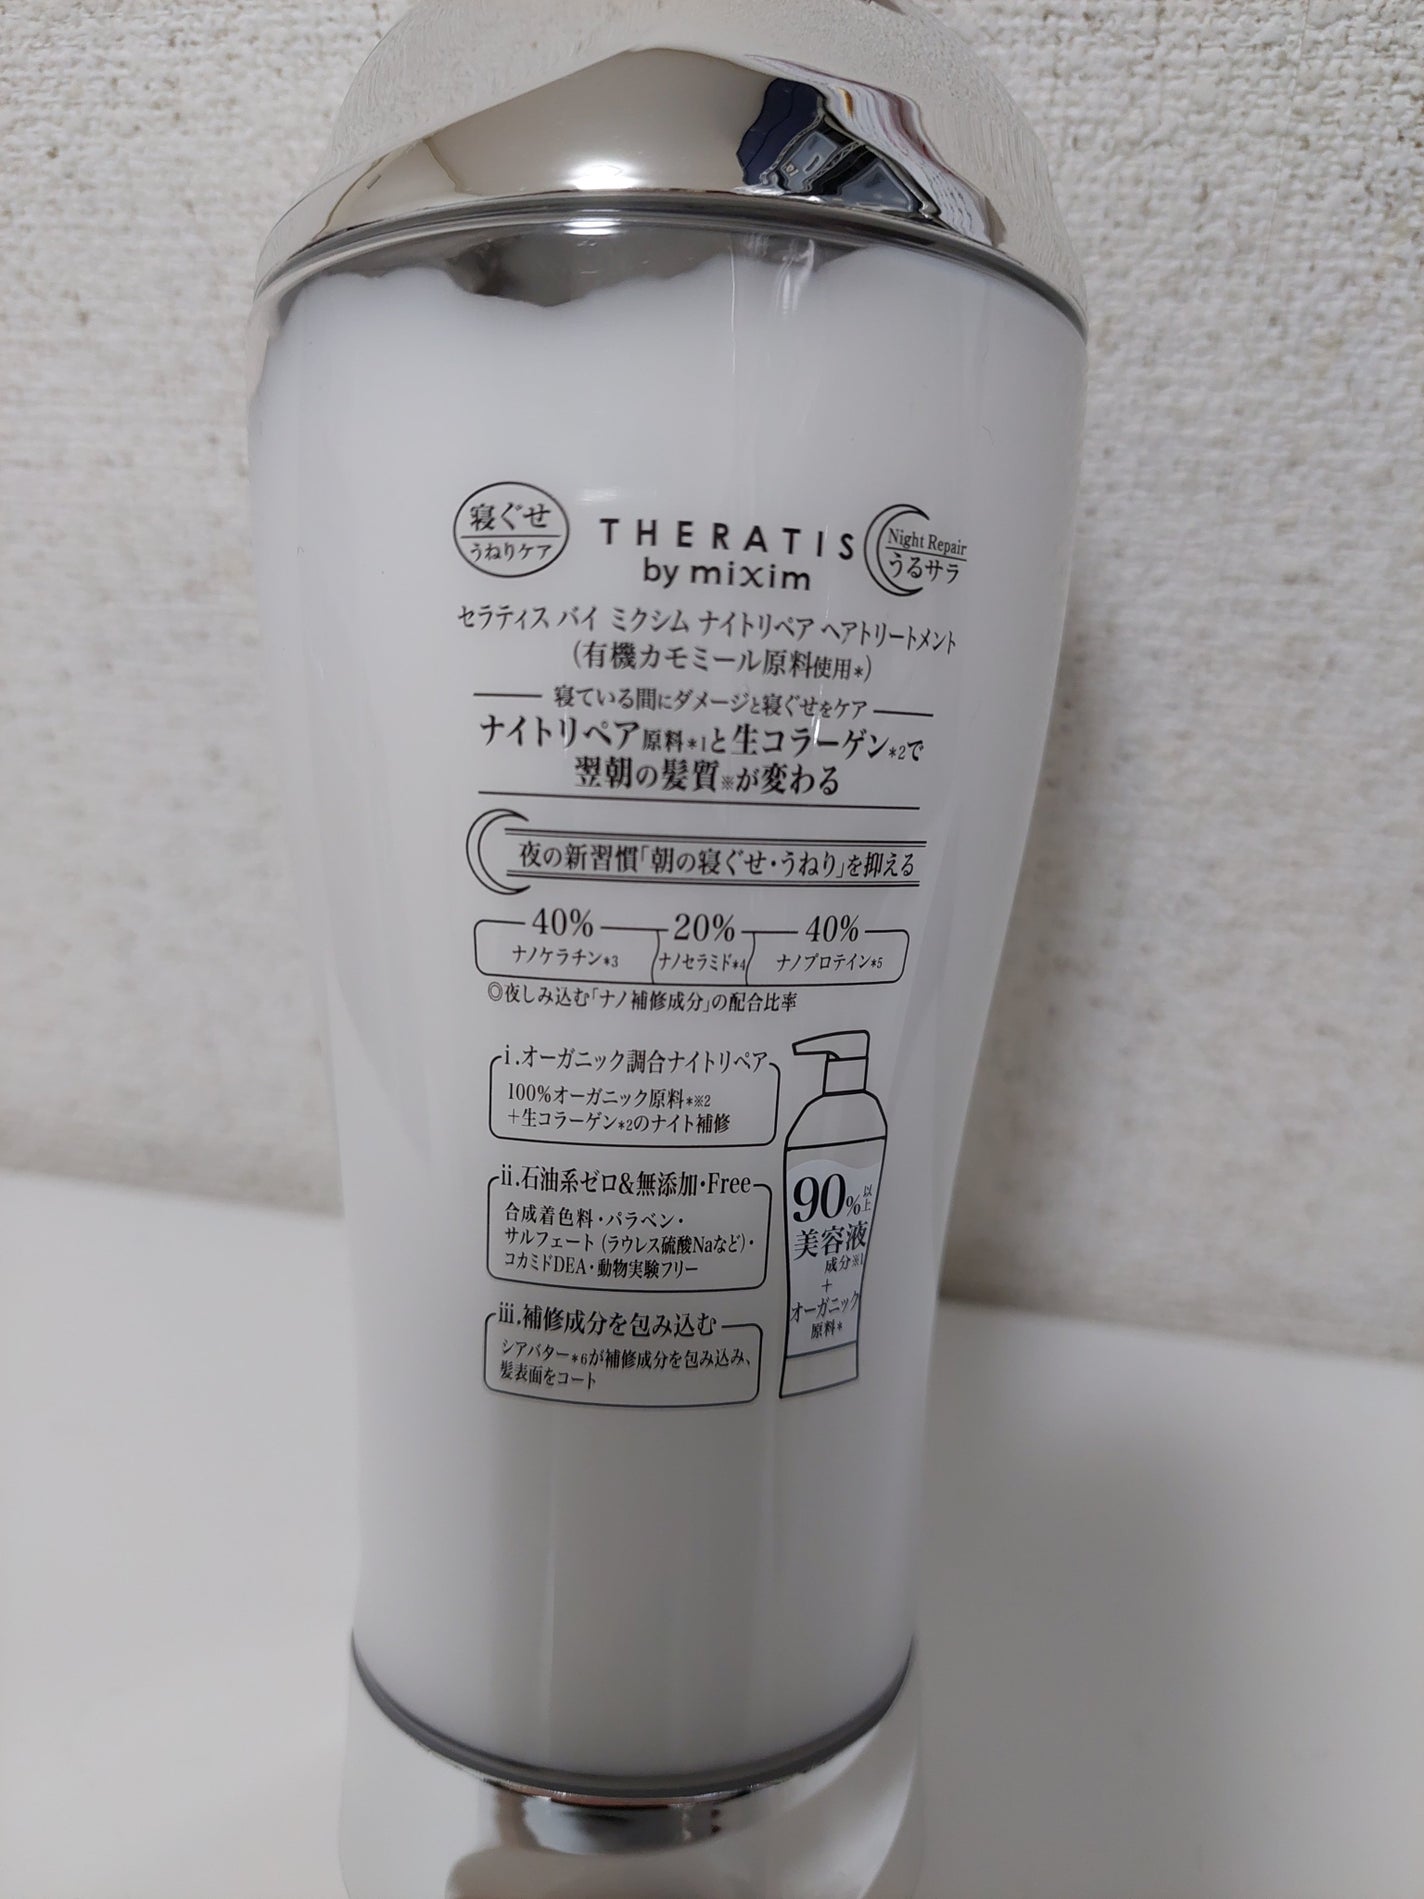 寝ぐせ
うねりケア
THERATIS
by mixim
Night Repair
うるサラ
セラティス バイ ミクシム ナイトリペア ヘアトリートメント
(有機カモミール原料使用*)
寝ている間にダメージと寝ぐせをケア
ナイトリペア原料*1と生コラーゲン*2で
翌朝の髪質※が変わる
夜の新習慣「朝の寝ぐせ・うねり」を抑える
40% 20% 40%
ナノケラチン*3 ナノセラミド*4 ナノプロテイン*5
◎夜しみ込む「ナノ補修成分」の配合比率
i.オーガニック調合ナイトリペア
100%オーガニック原料*※2
+生コラーゲン*2のナイト補修
ii.石油系ゼロ&無添加・Free
合成着色料・パラベン・
サルフェート(ラウレス硫酸Naなど)・
コカミドDEA・動物実験フリー
iii.補修成分を包み込む
シアバター*6が補修成分を包み込み、
髪表面をコート
90%以上
美容液
成分※1
+
オーガニック
原料*